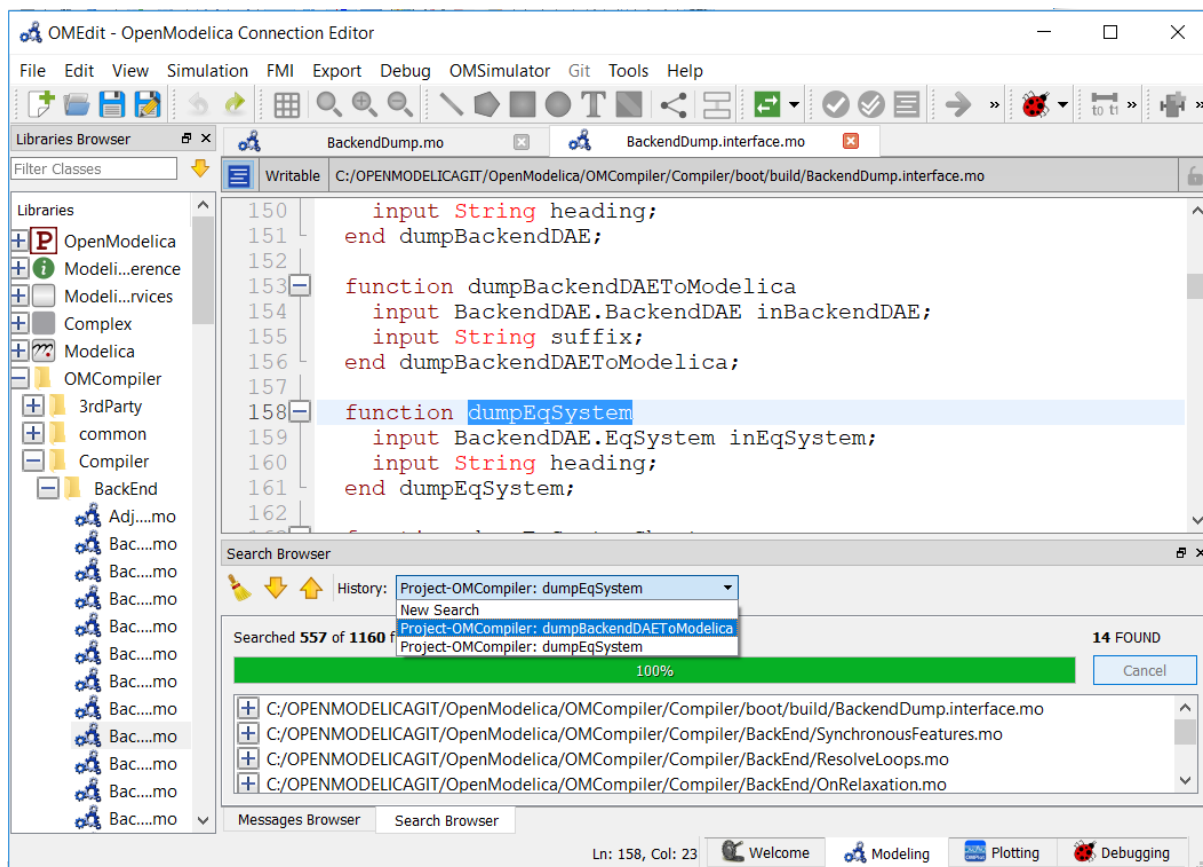 OMEdit - OpenModelica Connection Editor
File Edit View Simulation FMI Export Debug OMSimulator Git Tools Help
T » to ti » »
Libraries Browser
Filter Classes
Libraries
P OpenModelica
i Modeli...erence
Modeli...rvices
Complex
Modelica
OMCompiler
3rdParty
common
Compiler
BackEnd
Adj....mo
Bac....mo
Bac....mo
Bac....mo
Bac....mo
Bac....mo
Bac....mo
Bac....mo
Bac....mo
Bac....mo
Bac....mo
Bac....mo
BackendDump.mo
BackendDump.interface.mo
Writable C:/OPENMODELICAGIT/OpenModelica/OMCompiler/Compiler/boot/build/BackendDump.interface.mo
150 input String heading;
151 end dumpBackendDAE;
152
153 function dumpBackendDAEToModelica
154 input BackendDAE.BackendDAE inBackendDAE;
155 input String suffix;
156 end dumpBackendDAEToModelica;
157
158 function dumpEqSystem
159 input BackendDAE.EqSystem inEqSystem;
160 input String heading;
161 end dumpEqSystem;
162
Search Browser
History: Project-OMCompiler: dumpEqSystem
New Search
Project-OMCompiler: dumpBackendDAEToModelica
Project-OMCompiler: dumpEqSystem
Searched 557 of 1160 f
14 FOUND
100%
Cancel
C:/OPENMODELICAGIT/OpenModelica/OMCompiler/Compiler/boot/build/BackendDump.interface.mo
C:/OPENMODELICAGIT/OpenModelica/OMCompiler/Compiler/BackEnd/SynchronousFeatures.mo
C:/OPENMODELICAGIT/OpenModelica/OMCompiler/Compiler/BackEnd/ResolveLoops.mo
C:/OPENMODELICAGIT/OpenModelica/OMCompiler/Compiler/BackEnd/OnRelaxation.mo
Messages Browser Search Browser
Ln: 158, Col: 23 Welcome Modeling Plotting Debugging